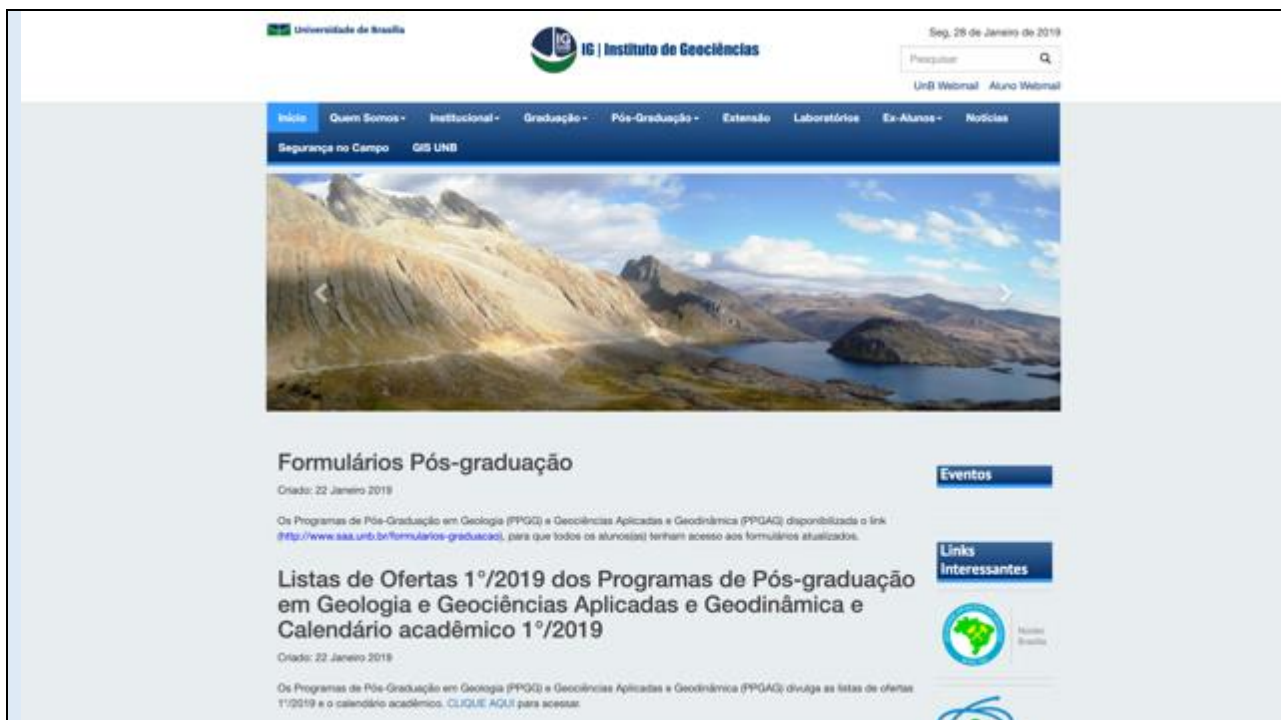 Universidade de Brasília
IG
IG | Instituto de Geociências
Seg, 28 de Janeiro de 2019
Pesquisar
UnB Webmail Aluno Webmail
Início Quem Somos Institucional Graduação Pós-Graduação Extensão Laboratórios Ex-Alunos Notícias
Segurança no Campo GIS UNB
Formulários Pós-graduação
Criado: 22 Janeiro 2019
Os Programas de Pós-Graduação em Geologia (PPGG) e Geociências Aplicadas e Geodinâmica (PPGAG) disponibilizada o link
(http://www.saa.unb.br/formularios-graduacao), para que todos os alunos(as) tenham acesso aos formulários atualizados.
Listas de Ofertas 1°/2019 dos Programas de Pós-graduação
em Geologia e Geociências Aplicadas e Geodinâmica e
Calendário acadêmico 1°/2019
Criado: 22 Janeiro 2019
Os Programas de Pós-Graduação em Geologia (PPGG) e Geociências Aplicadas e Geodinâmica (PPGAG) divulga as listas de ofertas
1°/2019 e o calendário acadêmico. CLIQUE AQUI para acessar.
Eventos
Links
Interessantes
Núcleo
Brasília